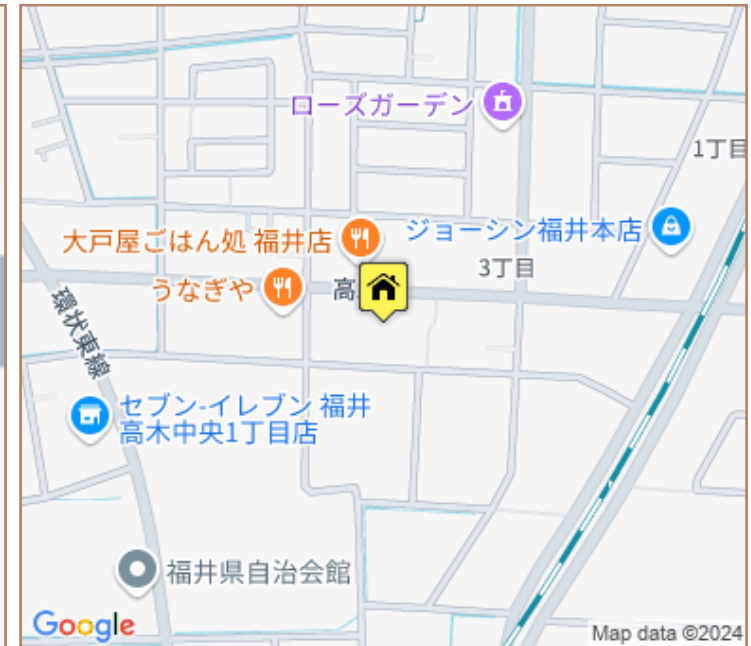 ローズガーデン
1丁目
大戸屋ごはん処 福井店
ジョーシン福井本店
3丁目
うなぎや
高
環状東線
セブン-イレブン 福井
高木中央1丁目店
福井県自治会館
Google
Map data ©2024